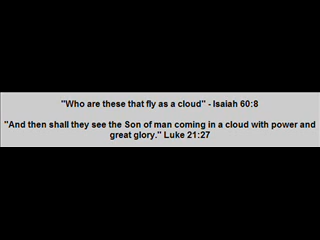 "Who are these that fly as a cloud" - Isaiah 60:8
"And then shall they see the Son of man coming in a cloud with power and
great glory." Luke 21:27